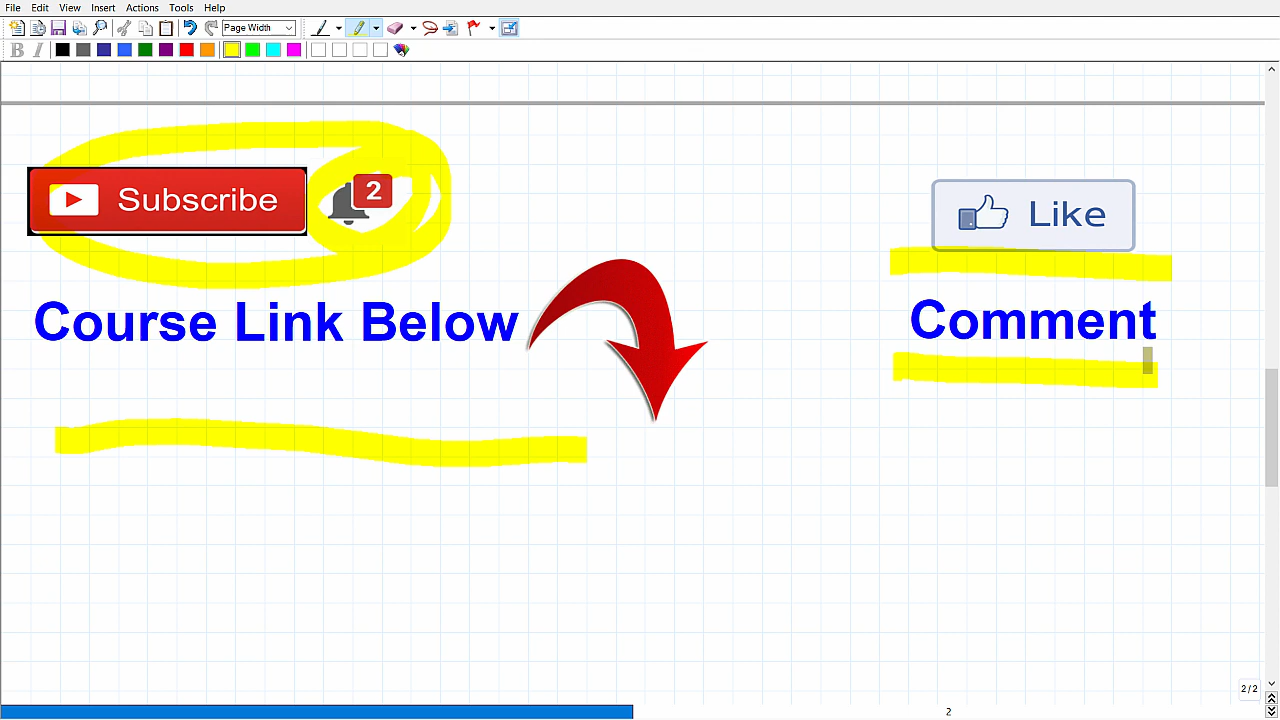 File Edit View Insert Actions Tools Help
Page Width
B I
Subscribe
2
Like
Course Link Below
Comment
2/2
2